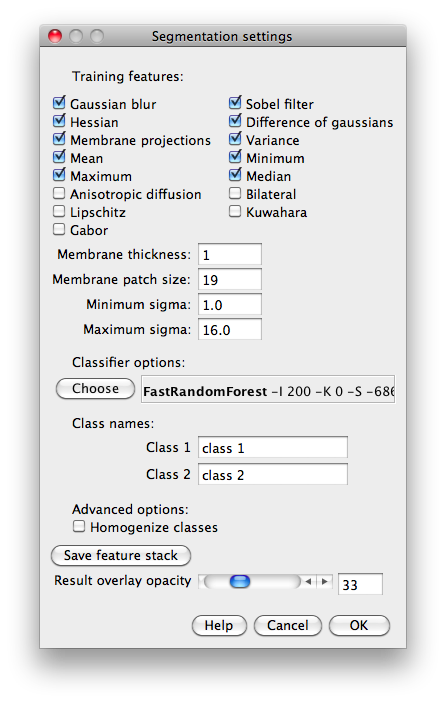 Segmentation settings
Training features:
Gaussian blur Sobel filter
Hessian Difference of gaussians
Membrane projections Variance
Mean Minimum
Maximum Median
Anisotropic diffusion Bilateral
Lipschitz Kuwahara
Gabor
Membrane thickness: 1
Membrane patch size: 19
Minimum sigma: 1.0
Maximum sigma: 16.0
Classifier options:
Choose FastRandomForest -I 200 -K 0 -S -686
Class names:
Class 1 class 1
Class 2 class 2
Advanced options:
Homogenize classes
Save feature stack
Result overlay opacity 33
Help Cancel OK